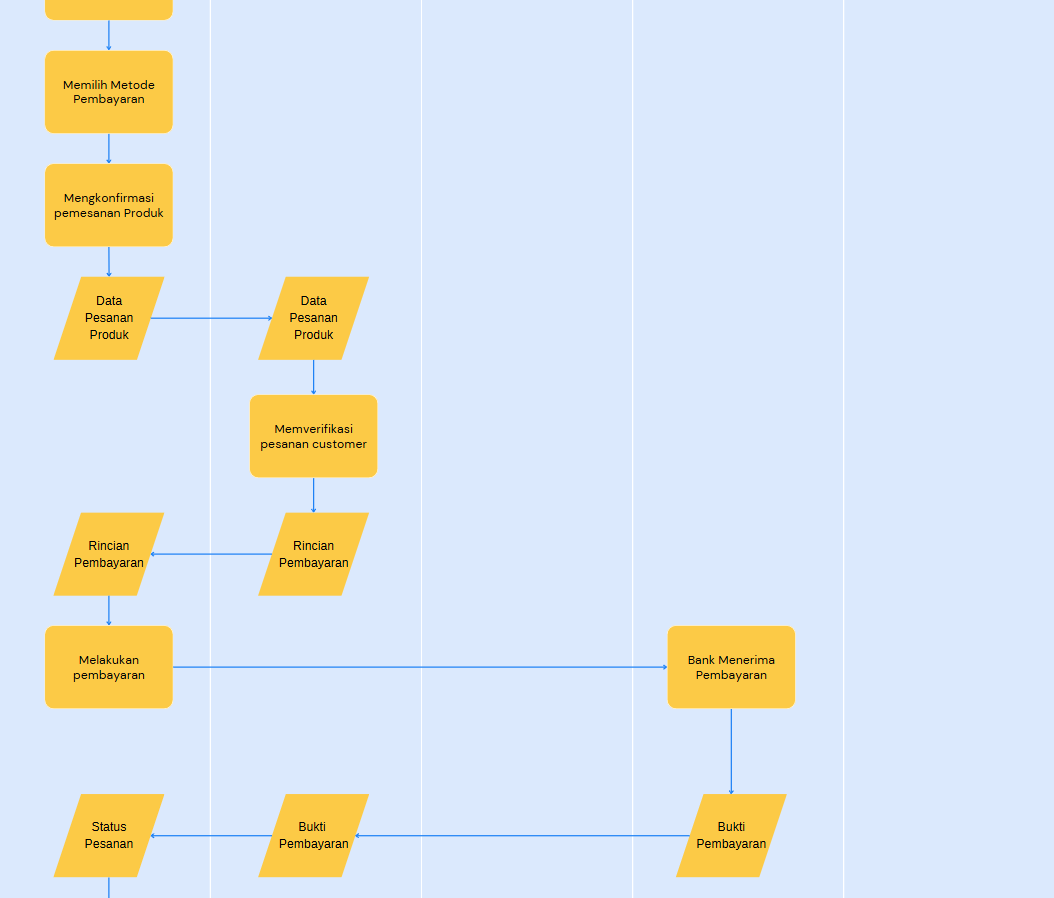 Memilih Metode
Pembayaran
Mengkonfirmasi
pemesanan Produk
Data
Pesanan
Produk
Data
Pesanan
Produk
Memverifikasi
pesanan customer
Rincian
Pembayaran
Rincian
Pembayaran
Melakukan
pembayaran
Bank Menerima
Pembayaran
Status
Pesanan
Bukti
Pembayaran
Bukti
Pembayaran